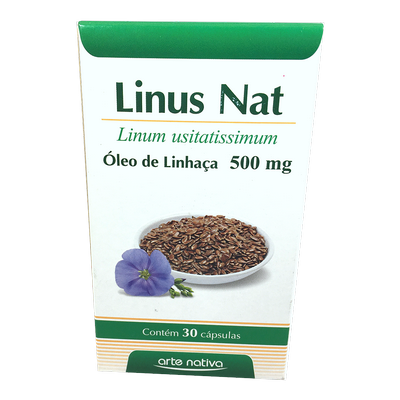 Linus Nat
Linum usitatissimum
Óleo de Linhaça 500 mg
Contém 30 cápsulas
arte nativa